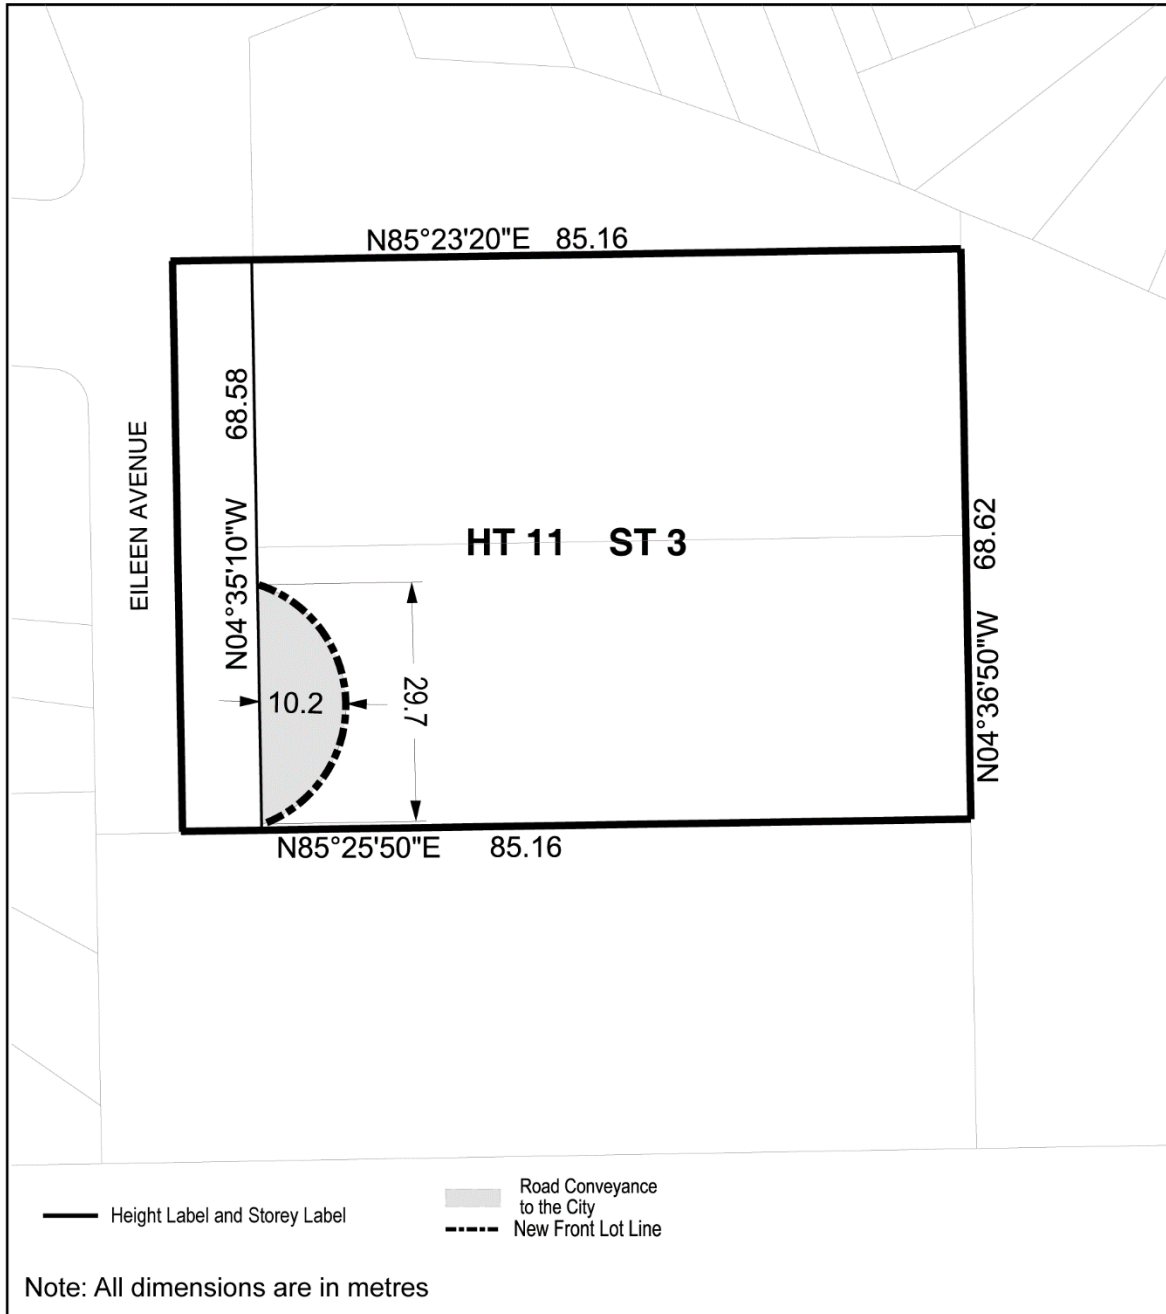 N85°23'20"E 85.16
EILEEN AVENUE
N04°35'10"W 68.58
HT 11 ST 3
N04°36'50"W 68.62
10.2
29.7
N85°25'50"E 85.16
Height Label and Storey Label
Road Conveyance
to the City
New Front Lot Line
Note: All dimensions are in metres